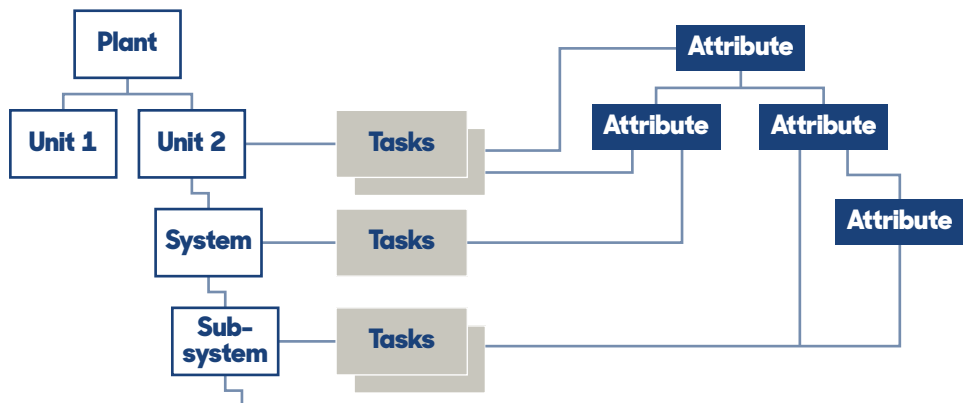 Plant
Attribute
Unit 1
Unit 2
Tasks
Attribute
Attribute
System
Tasks
Attribute
Sub-
system
Tasks